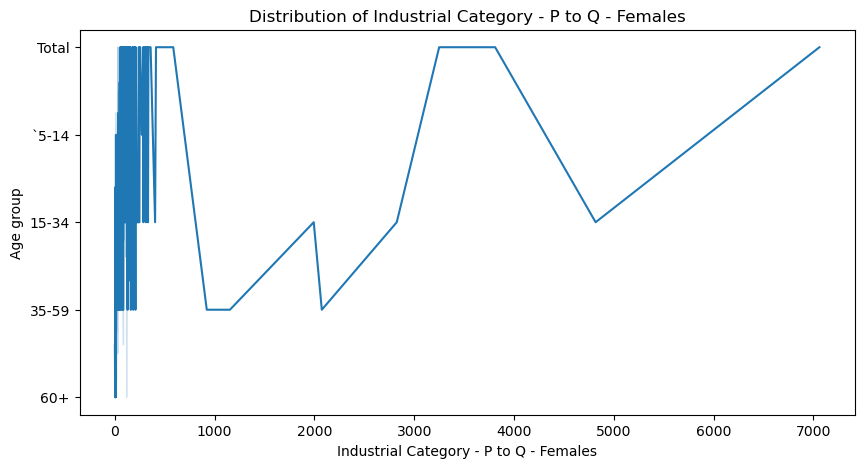 Distribution of Industrial Category - P to Q - Females
Total
`5-14
15-34
35-59
60+
Age group
0 1000 2000 3000 4000 5000 6000 7000
Industrial Category - P to Q - Females